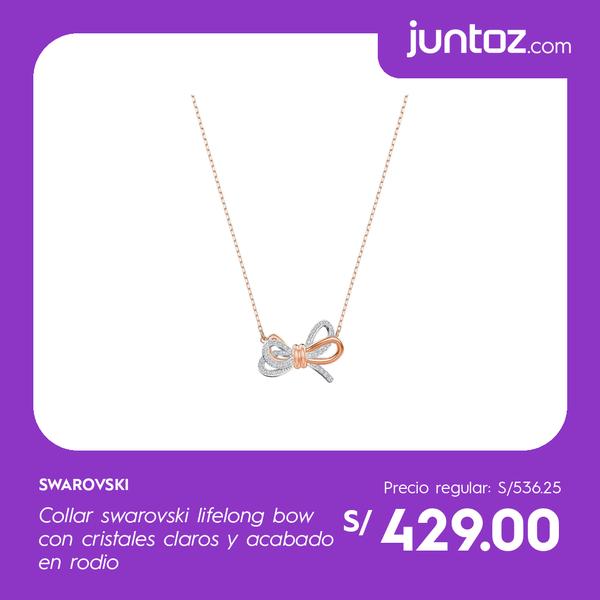 juntoz.com
SWAROVSKI
Collar swarovski lifelong bow
con cristales claros y acabado
en rodio
Precio regular: S/536.25
S/ 429.00